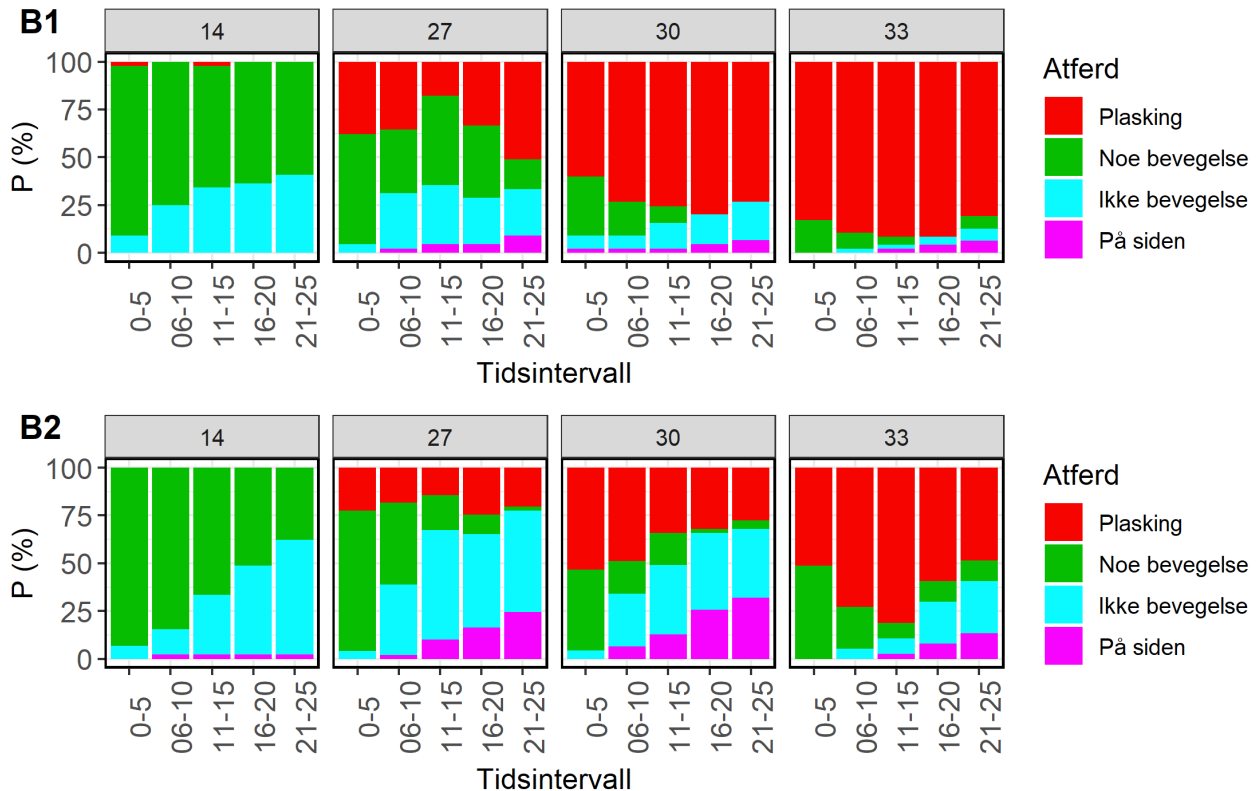 B1
14 27 30 33
100
75
50
25
0
P (%)
0-5 06-10 11-15 16-20 21-25 0-5 06-10 11-15 16-20 21-25 0-5 06-10 11-15 16-20 21-25 0-5 06-10 11-15 16-20 21-25
Tidsintervall
Atferd
Plasking
Noe bevegelse
Ikke bevegelse
På siden
B2
14 27 30 33
100
75
50
25
0
P (%)
0-5 06-10 11-15 16-20 21-25 0-5 06-10 11-15 16-20 21-25 0-5 06-10 11-15 16-20 21-25 0-5 06-10 11-15 16-20 21-25
Tidsintervall
Atferd
Plasking
Noe bevegelse
Ikke bevegelse
På siden